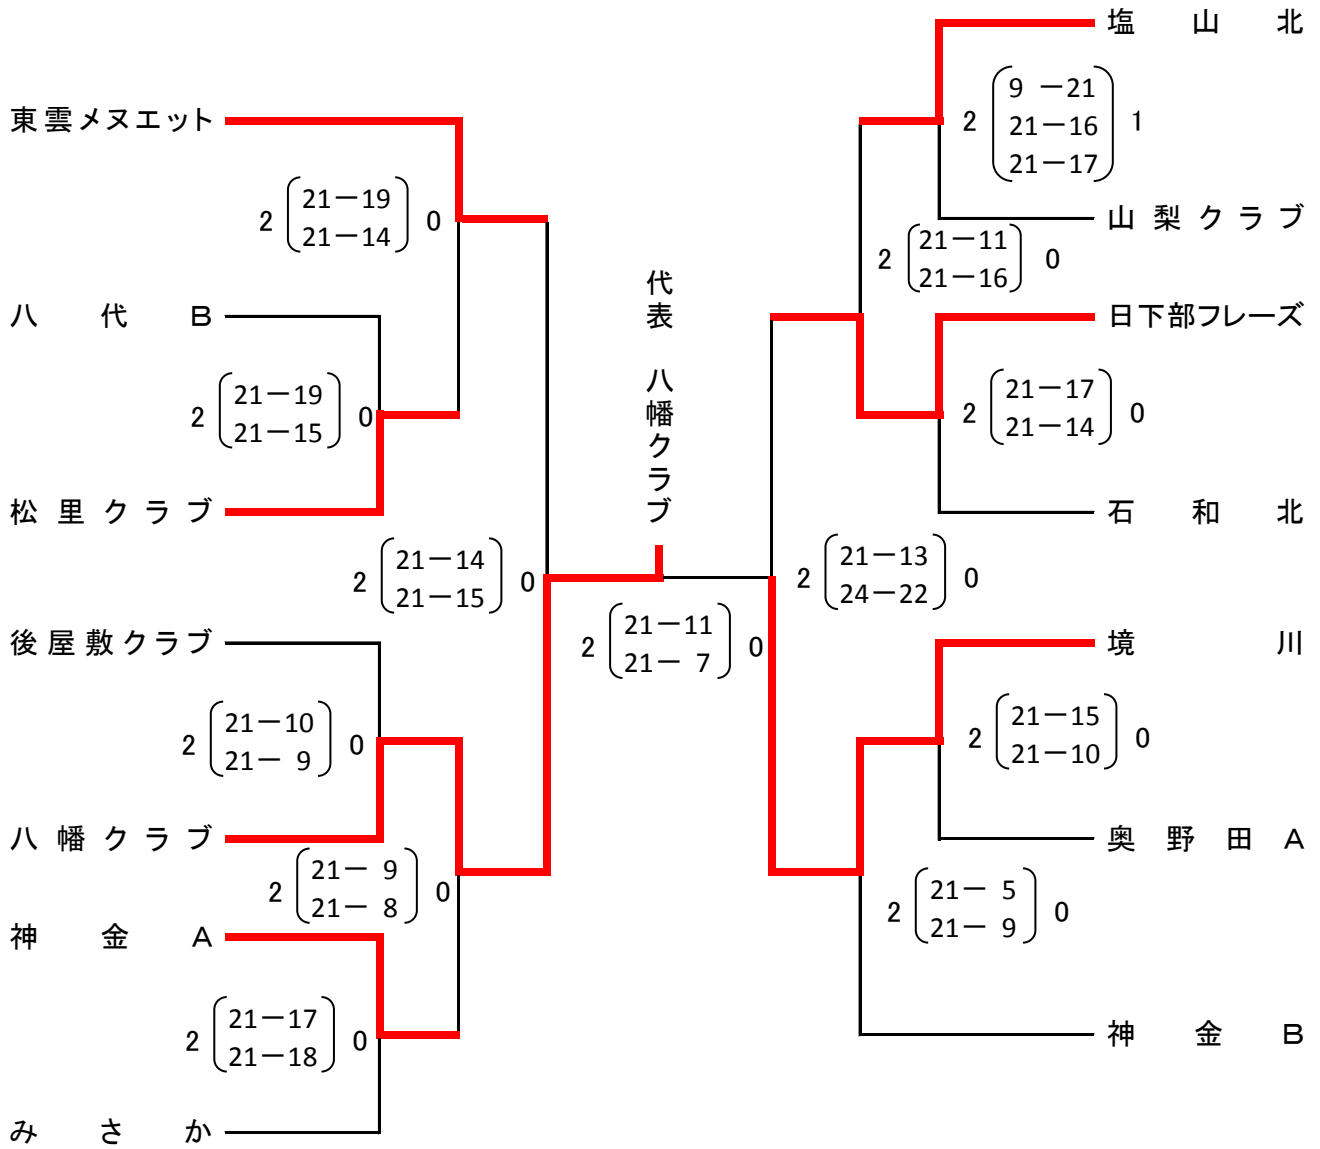 東雲メヌエット
2 21－19 0
21－14
八代B
2 21－19 0
21－15
松里クラブ
2 21－14 0
21－15
後屋敷クラブ
2 21－10 0
21－ 9
八幡クラブ
2 21－ 9 0
21－ 8
神金A
2 21－17 0
21－18
みさか
代表 八幡クラブ
2 21－11 0
21－ 7
塩山北
9 －21
2 21－16 1
21－17
山梨クラブ
2 21－11 0
21－16
日下部フレーズ
2 21－17 0
21－14
石和北
2 21－13 0
24－22
境川
2 21－15 0
21－10
奥野田A
2 21－ 5 0
21－ 9
神金B